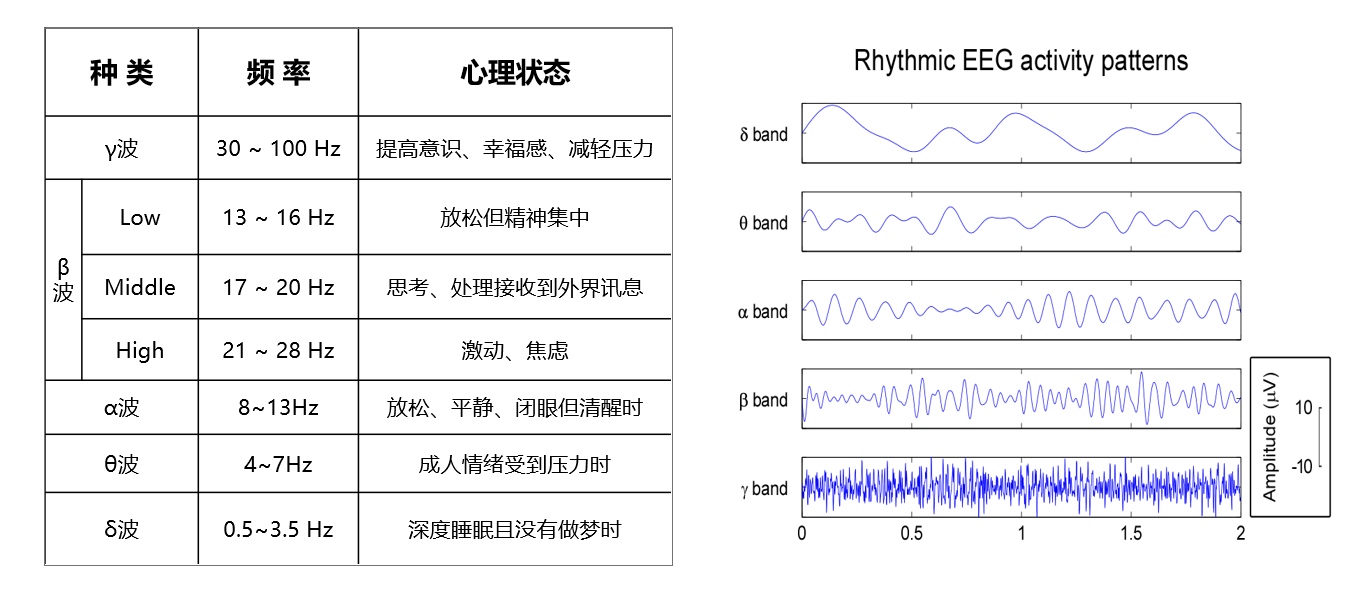 种 类 频 率 心理状态
γ波 30 ~ 100 Hz 提高意识、幸福感、减轻压力
β波
Low 13 ~ 16 Hz 放松但精神集中
Middle 17 ~ 20 Hz 思考、处理接收到外界讯息
High 21 ~ 28 Hz 激动、焦虑
α波 8~13Hz 放松、平静、闭眼但清醒时
θ波 4~7Hz 成人情绪受到压力时
δ波 0.5~3.5 Hz 深度睡眠且没有做梦时
Rhythmic EEG activity patterns
δ band
θ band
α band
β band
γ band
0 0.5 1 1.5 2
Amplitude (μV)
10
-10